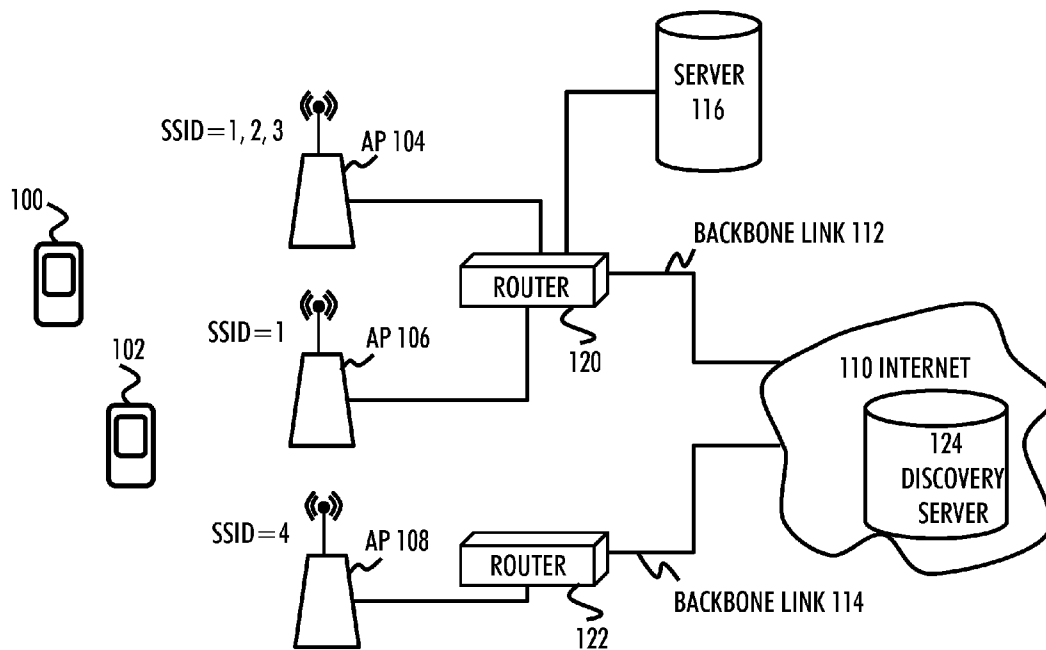 SERVER
116
SSID=1, 2, 3
AP 104
100
BACKBONE LINK 112
ROUTER
SSID=1
AP 106
120
102
110 INTERNET
124
DISCOVERY
SERVER
SSID=4
AP 108
ROUTER
BACKBONE LINK 114
122